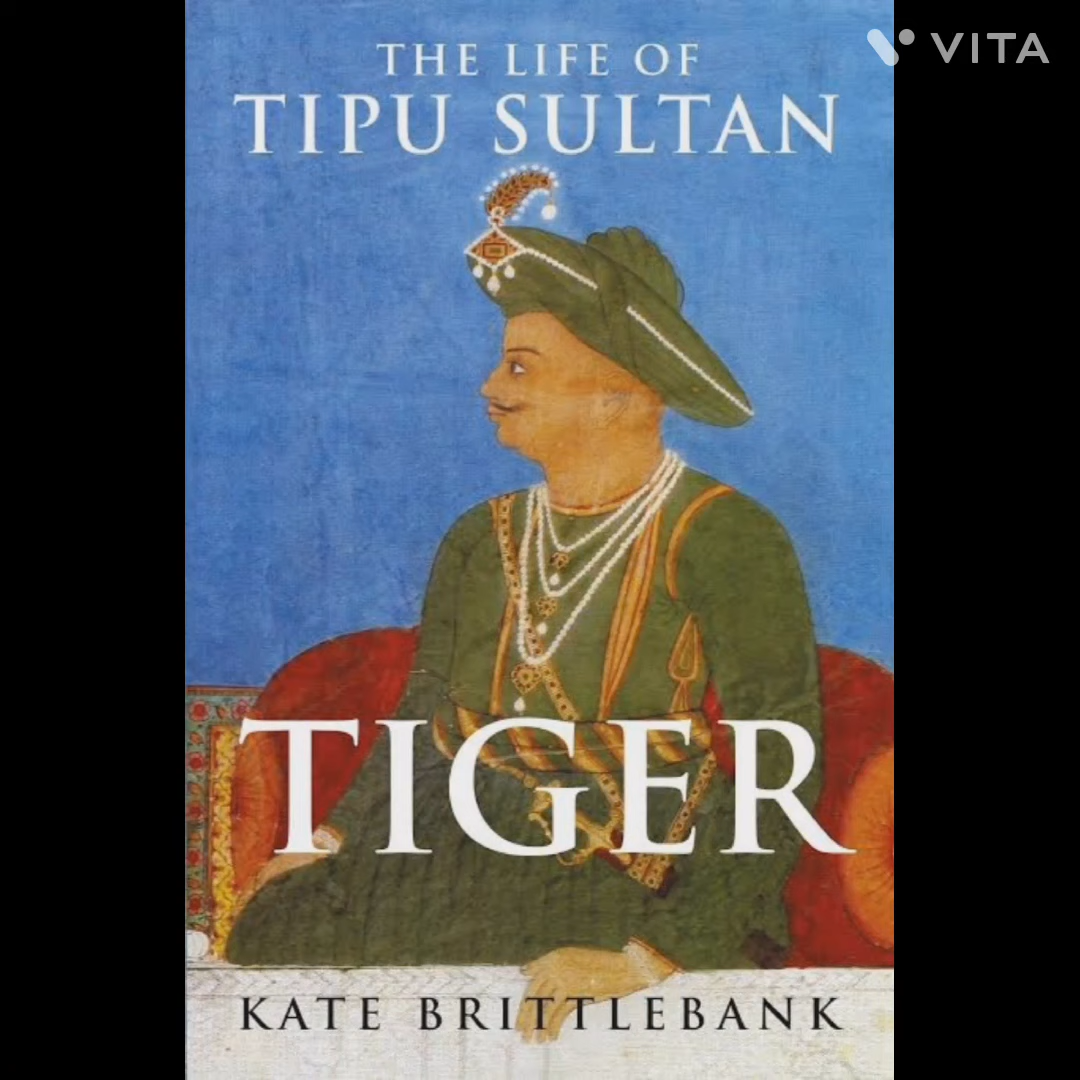 VITA
THE LIFE OF
TIPU SULTAN
TIGER
KATE BRITTLEBANK